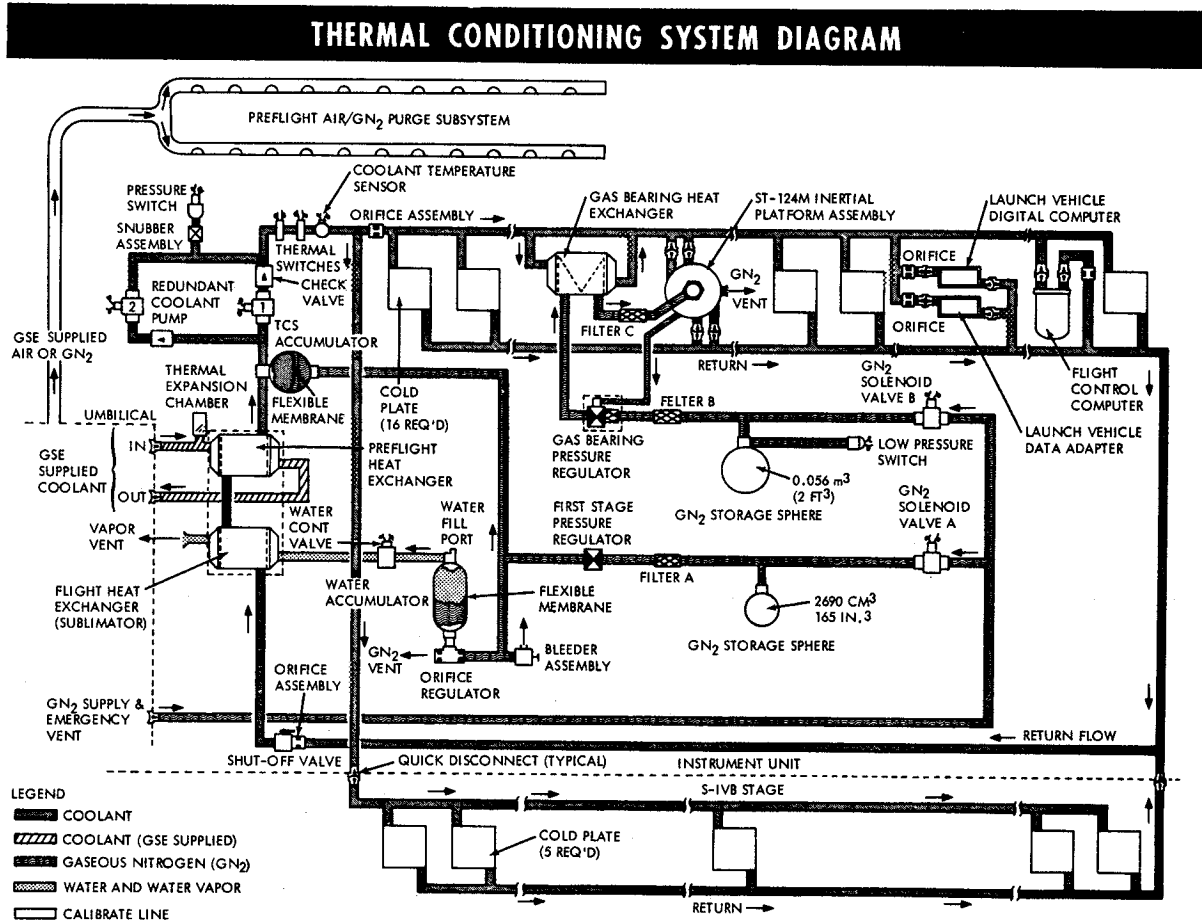 THERMAL CONDITIONING SYSTEM DIAGRAM
PREFLIGHT AIR/GN2 PURGE SUBSYSTEM
COOLANT TEMPERATURE
SENSOR
PRESSURE
SWITCH
SNUBBER
ASSEMBLY
ORIFICE ASSEMBLY
GAS BEARING HEAT
EXCHANGER
ST-124M INERTIAL
PLATFORM ASSEMBLY
LAUNCH VEHICLE
DIGITAL COMPUTER
THERMAL
SWITCHES
CHECK
VALVE
REDUNDANT
COOLANT
PUMP
2
1
TCS
ACCUMULATOR
GN2
VENT
ORIFICE
ORIFICE
FILTER C
GSE SUPPLIED
AIR OR GN2
THERMAL
EXPANSION
CHAMBER
FLEXIBLE
MEMBRANE
COLD
PLATE
(16 REQ'D)
RETURN
GN2
SOLENOID
VALVE B
FLIGHT
CONTROL
COMPUTER
UMBILICAL
IN
GSE
SUPPLIED
COOLANT
OUT
PREFLIGHT
HEAT
EXCHANGER
FELTER B
GAS BEARING
PRESSURE
REGULATOR
LOW PRESSURE
SWITCH
LAUNCH VEHICLE
DATA ADAPTER
0.056 m3
(2 FT3)
GN2 STORAGE SPHERE
GN2
SOLENOID
VALVE A
VAPOR
VENT
WATER
CONT
VALVE
WATER
FILL
PORT
FIRST STAGE
PRESSURE
REGULATOR
FILTER A
FLIGHT HEAT
EXCHANGER
(SUBLIMATOR)
WATER
ACCUMULATOR
FLEXIBLE
MEMBRANE
2690 CM3
165 IN.3
GN2 STORAGE SPHERE
GN2
VENT
ORIFICE
REGULATOR
BLEEDER
ASSEMBLY
ORIFICE
ASSEMBLY
GN2 SUPPLY &
EMERGENCY
VENT
RETURN FLOW
SHUT-OFF VALVE
QUICK DISCONNECT (TYPICAL)
INSTRUMENT UNIT
S-IVB STAGE
LEGEND
COOLANT
COOLANT (GSE SUPPLIED)
GASEOUS NITROGEN (GN2)
WATER AND WATER VAPOR
CALIBRATE LINE
COLD PLATE
(5 REQ'D)
RETURN